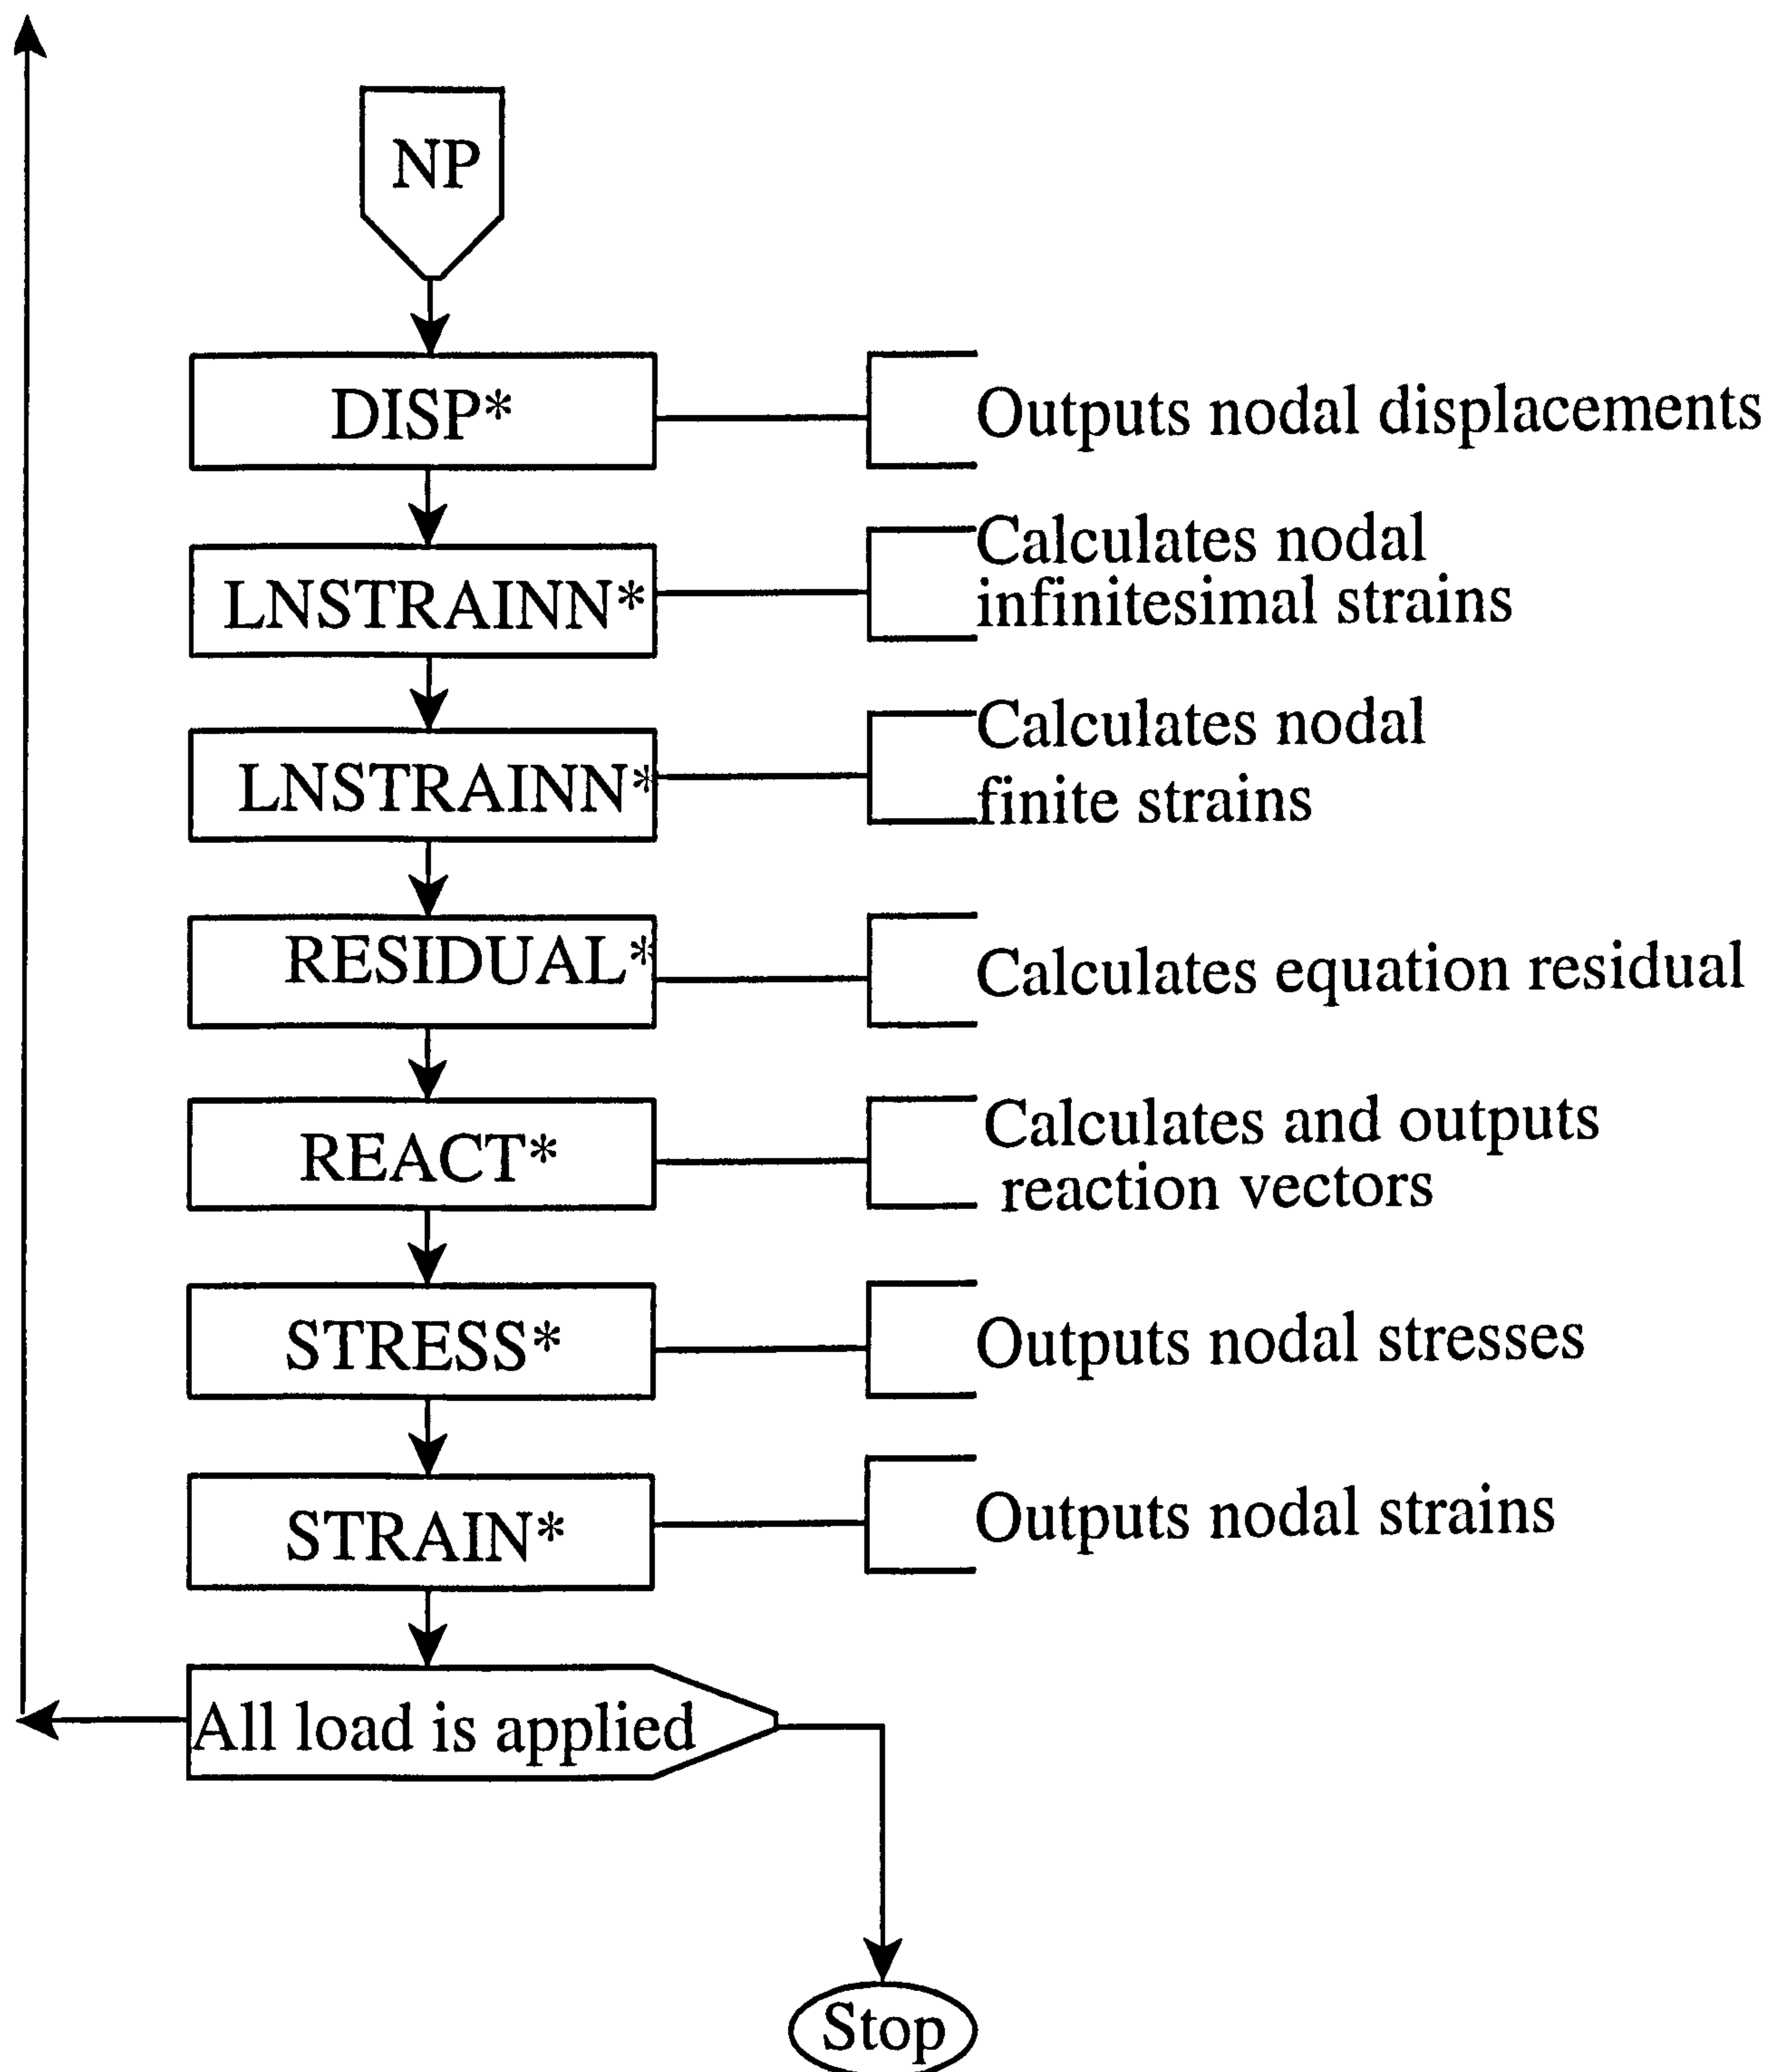 NP
DISP*
Outputs nodal displacements
LNSTRAINN*
Calculates nodal
infinitesimal strains
LNSTRAINN*
Calculates nodal
finite strains
RESIDUAL*
Calculates equation residual
REACT*
Calculates and outputs
reaction vectors
STRESS*
Outputs nodal stresses
STRAIN*
Outputs nodal strains
All load is applied
Stop